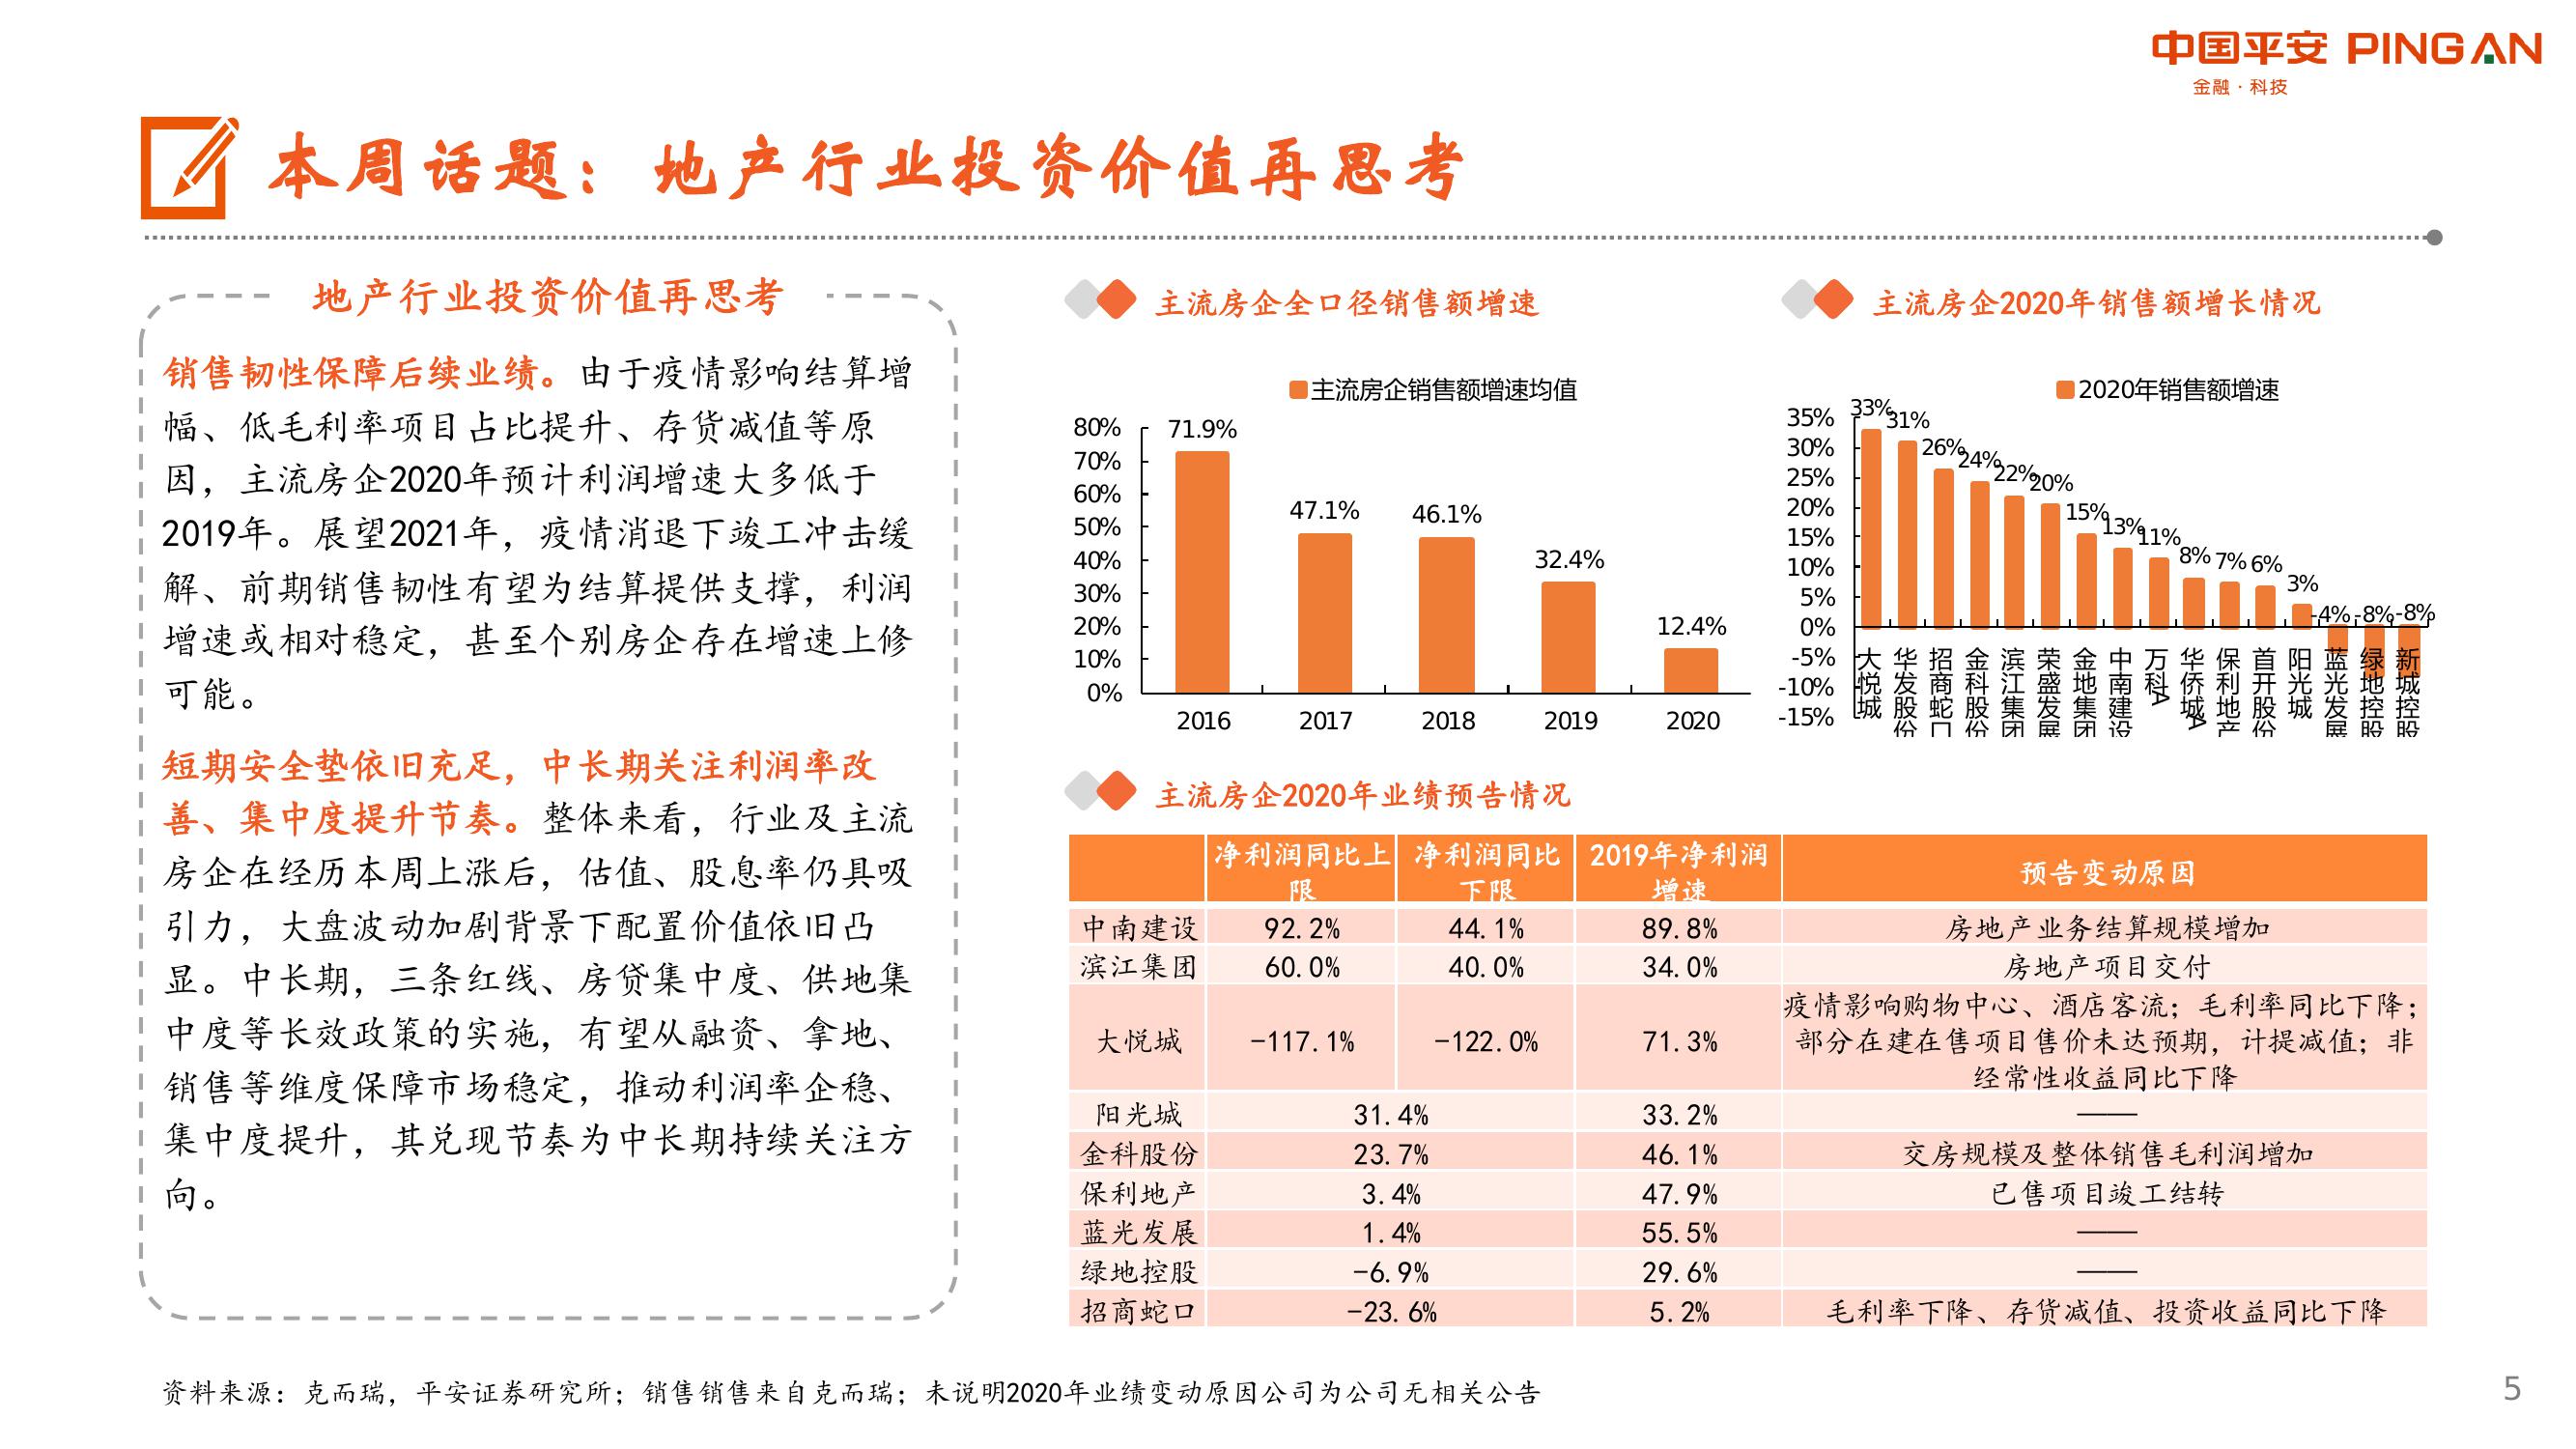 中国平安 PINGAN
金融·科技
本周话题：地产行业投资价值再思考
地产行业投资价值再思考
销售韧性保障后续业绩。由于疫情影响结算增
幅、低毛利率项目占比提升、存货减值等原
因，主流房企2020年预计利润增速大多低于
2019年。展望2021年，疫情消退下竣工冲击缓
解、前期销售韧性有望为结算提供支撑，利润
增速或相对稳定，甚至个别房企存在增速上修
可能。
短期安全垫依旧充足，中长期关注利润率改
善、集中度提升节奏。整体来看，行业及主流
房企在经历本周上涨后，估值、股息率仍具吸
引力，大盘波动加剧背景下配置价值依旧凸
显。中长期，三条红线、房贷集中度、供地集
中度等长效政策的实施，有望从融资、拿地、
销售等维度保障市场稳定，推动利润率企稳、
集中度提升，其兑现节奏为中长期持续关注方
向。
主流房企全口径销售额增速
主流房企销售额增速均值
80%
70%
60%
50%
40%
30%
20%
10%
0%
71.9%
47.1%
46.1%
32.4%
12.4%
2016 2017 2018 2019 2020
主流房企2020年销售额增长情况
2020年销售额增速
35%
30%
25%
20%
15%
10%
5%
0%
-5%
-10%
-15%
33% 31% 26% 24% 22% 20% 15% 13% 11% 8% 7% 6% 3% -4% -8% -8%
大悦城
华发股份
招商蛇口
金科股份
滨江集团
荣盛发展
金地集团
中南建设
万科A
华侨城A
保利地产
首开股份
阳光城
蓝光发展
绿地控股
新城控股
主流房企2020年业绩预告情况
净利润同比上
限
净利润同比
下限
2019年净利润
增速
预告变动原因
中南建设 92.2% 44.1% 89.8% 房地产业务结算规模增加
滨江集团 60.0% 40.0% 34.0% 房地产项目交付
大悦城 -117.1% -122.0% 71.3% 疫情影响购物中心、酒店客流；毛利率同比下降；
部分在建在售项目售价未达预期，计提减值；非
经常性收益同比下降
阳光城 31.4% 33.2% ——
金科股份 23.7% 46.1% 交房规模及整体销售毛利润增加
保利地产 3.4% 47.9% 已售项目竣工结转
蓝光发展 1.4% 55.5% ——
绿地控股 -6.9% 29.6% ——
招商蛇口 -23.6% 5.2% 毛利率下降、存货减值、投资收益同比下降
资料来源：克而瑞，平安证券研究所；销售销售来自克而瑞；未说明2020年业绩变动原因公司为公司无相关公告
5